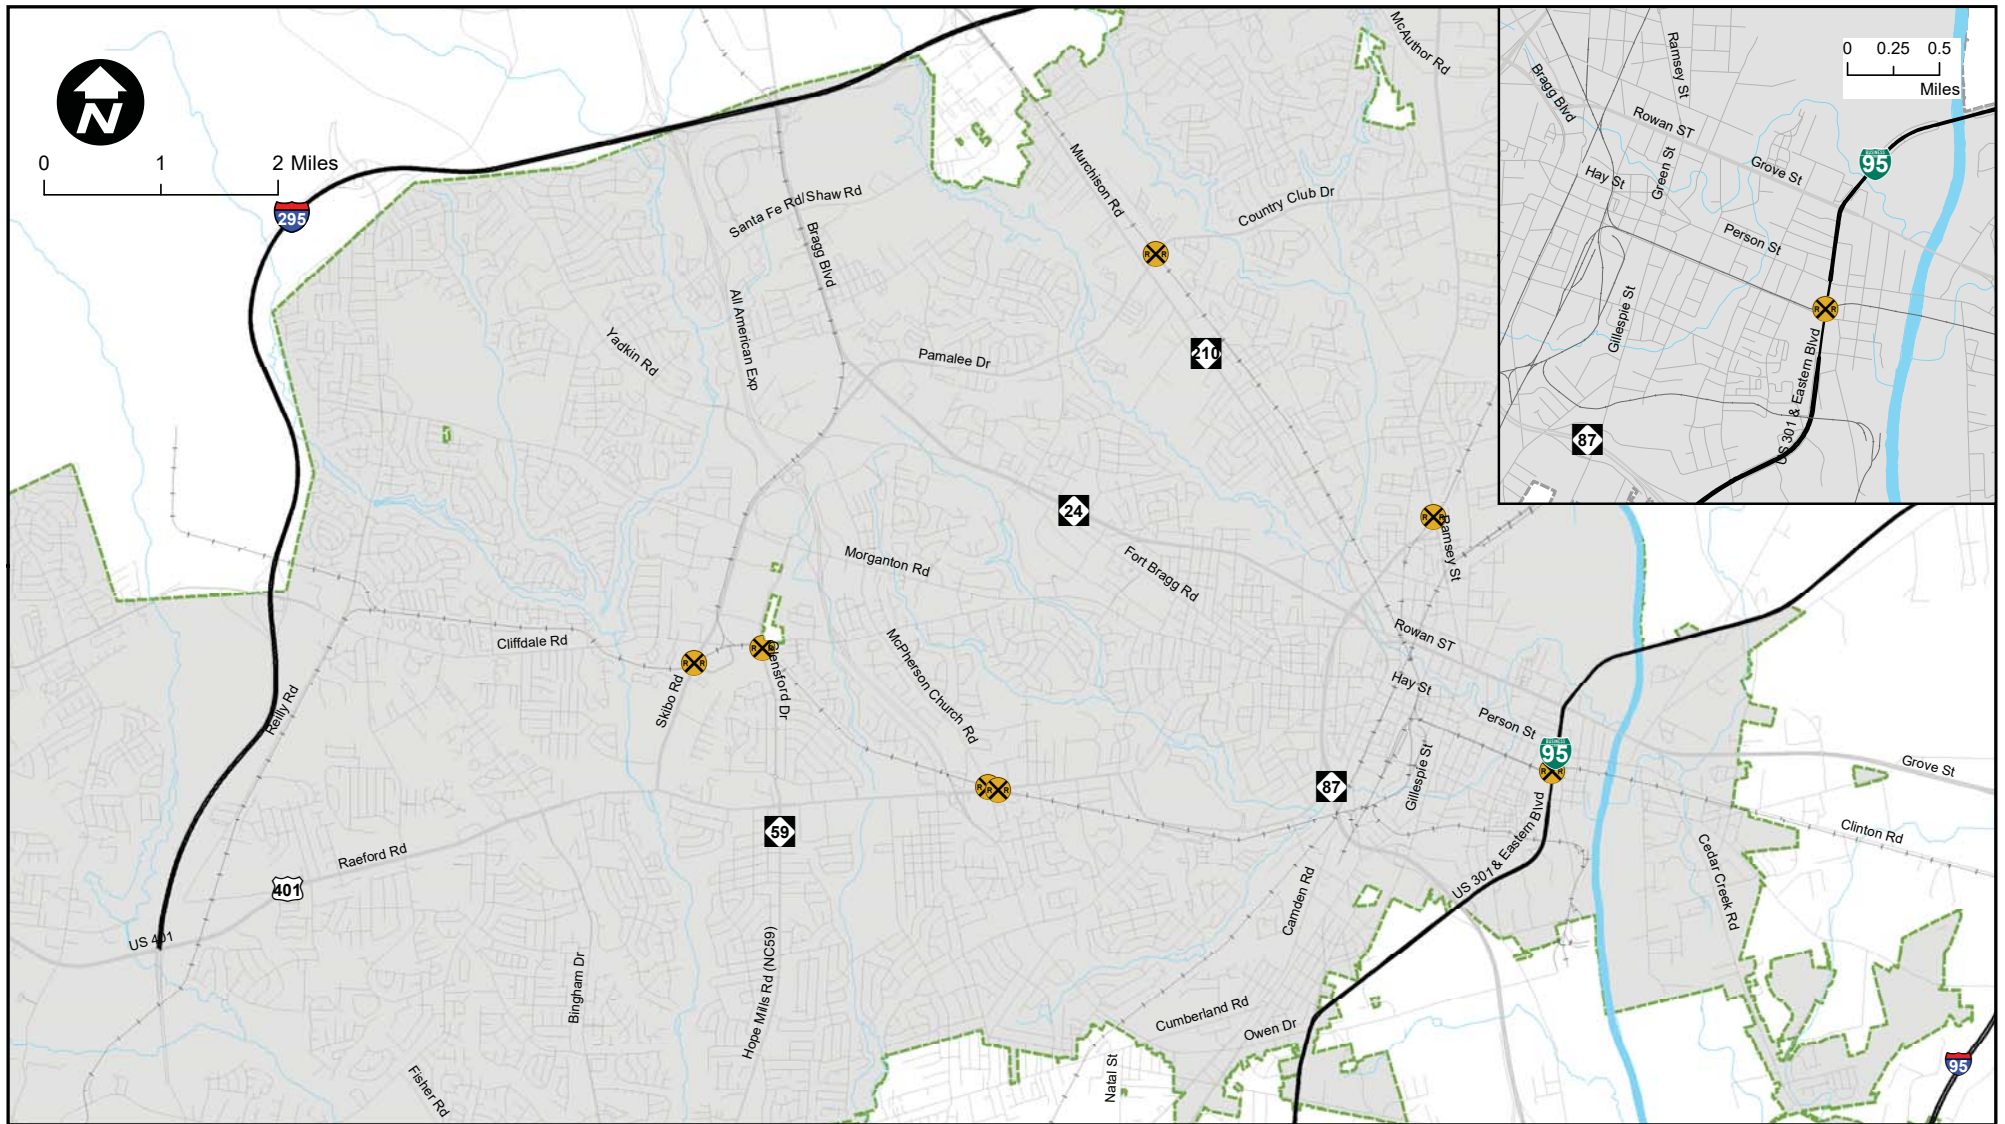 N
0 1 2 Miles
295
McAuthor Rd
Murchison Rd
Country Club Dr
Santa Fe Rd/Shaw Rd
Bragg Blvd
All American Exp
Yadkin Rd
Pamalee Dr
R R
210
24
Morganton Rd
Fort Bragg Rd
R R
Ramsey St
Cliffdale Rd
R R
R R
Glensford Dr
Skibo Rd
McPherson Church Rd
Rowan ST
Hay St
Person St
Reilly Rd
BUSINESS
95
R R
Gillespie St
87
R R R
59
Grove St
Clinton Rd
Cedar Creek Rd
US 301 & Eastern Blvd
Raeford Rd
401
US 401
Camden Rd
Bingham Dr
Hope Mills Rd (NC59)
Cumberland Rd
Owen Dr
Natal St
Fisher Rd
95
0 0.25 0.5
Miles
Ramsey St
Bragg Blvd
Rowan ST
Hay St
Green St
Grove St
BUSINESS
95
Person St
Gillespie St
R R
US 301 & Eastern Blvd
87